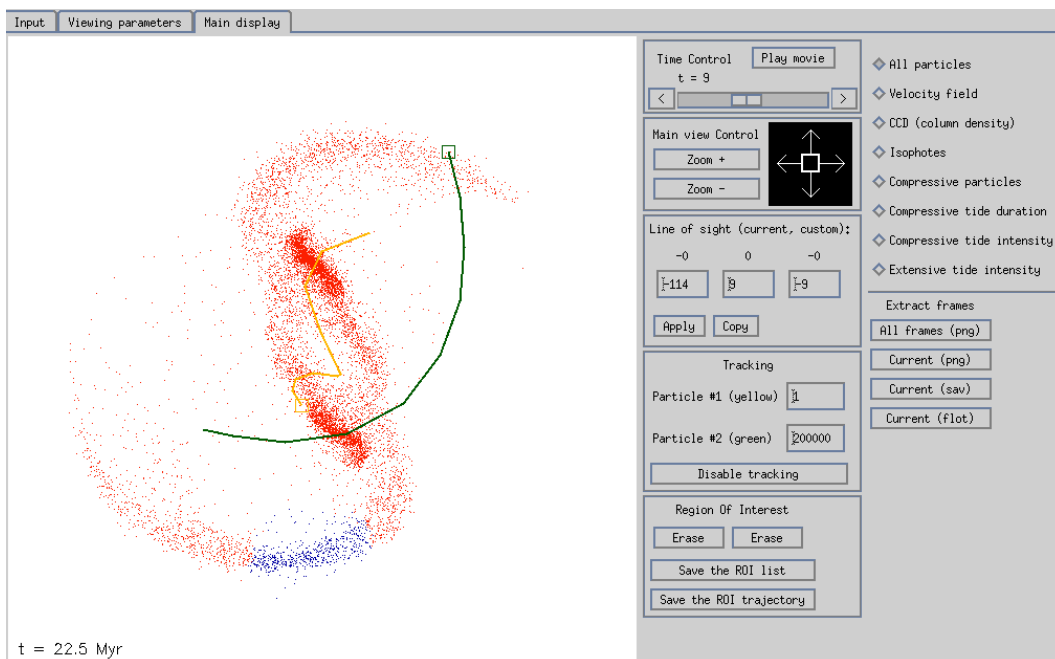 Input
Viewing parameters
Main display
Time Control
Play movie
t = 9
<
>
Main view Control
Zoom +
Zoom -
Line of sight (current, custom):
-0 0 -0
-114 9 -9
Apply Copy
Tracking
Particle #1 (yellow) 1
Particle #2 (green) 200000
Disable tracking
Region Of Interest
Erase Erase
Save the ROI list
Save the ROI trajectory
All particles
Velocity field
CCD (column density)
Isophotes
Compressive particles
Compressive tide duration
Compressive tide intensity
Extensive tide intensity
Extract frames
All frames (png)
Current (png)
Current (sav)
Current (flot)
t = 22.5 Myr